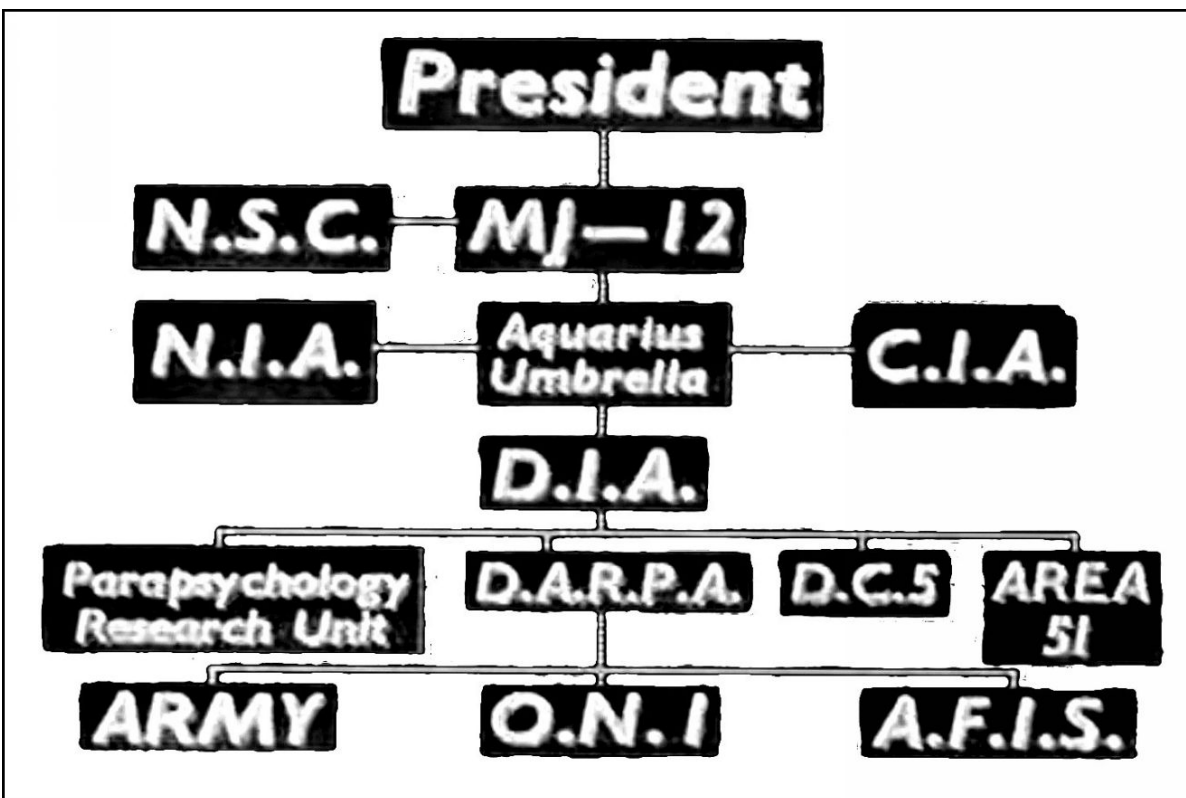 President
N.S.C.
MJ-12
N.I.A.
Aquarius
Umbrella
C.I.A.
D.I.A.
Parapsychology
Research Unit
D.A.R.P.A.
D.C.5
AREA
51
ARMY
O.N.I
A.F.I.S.